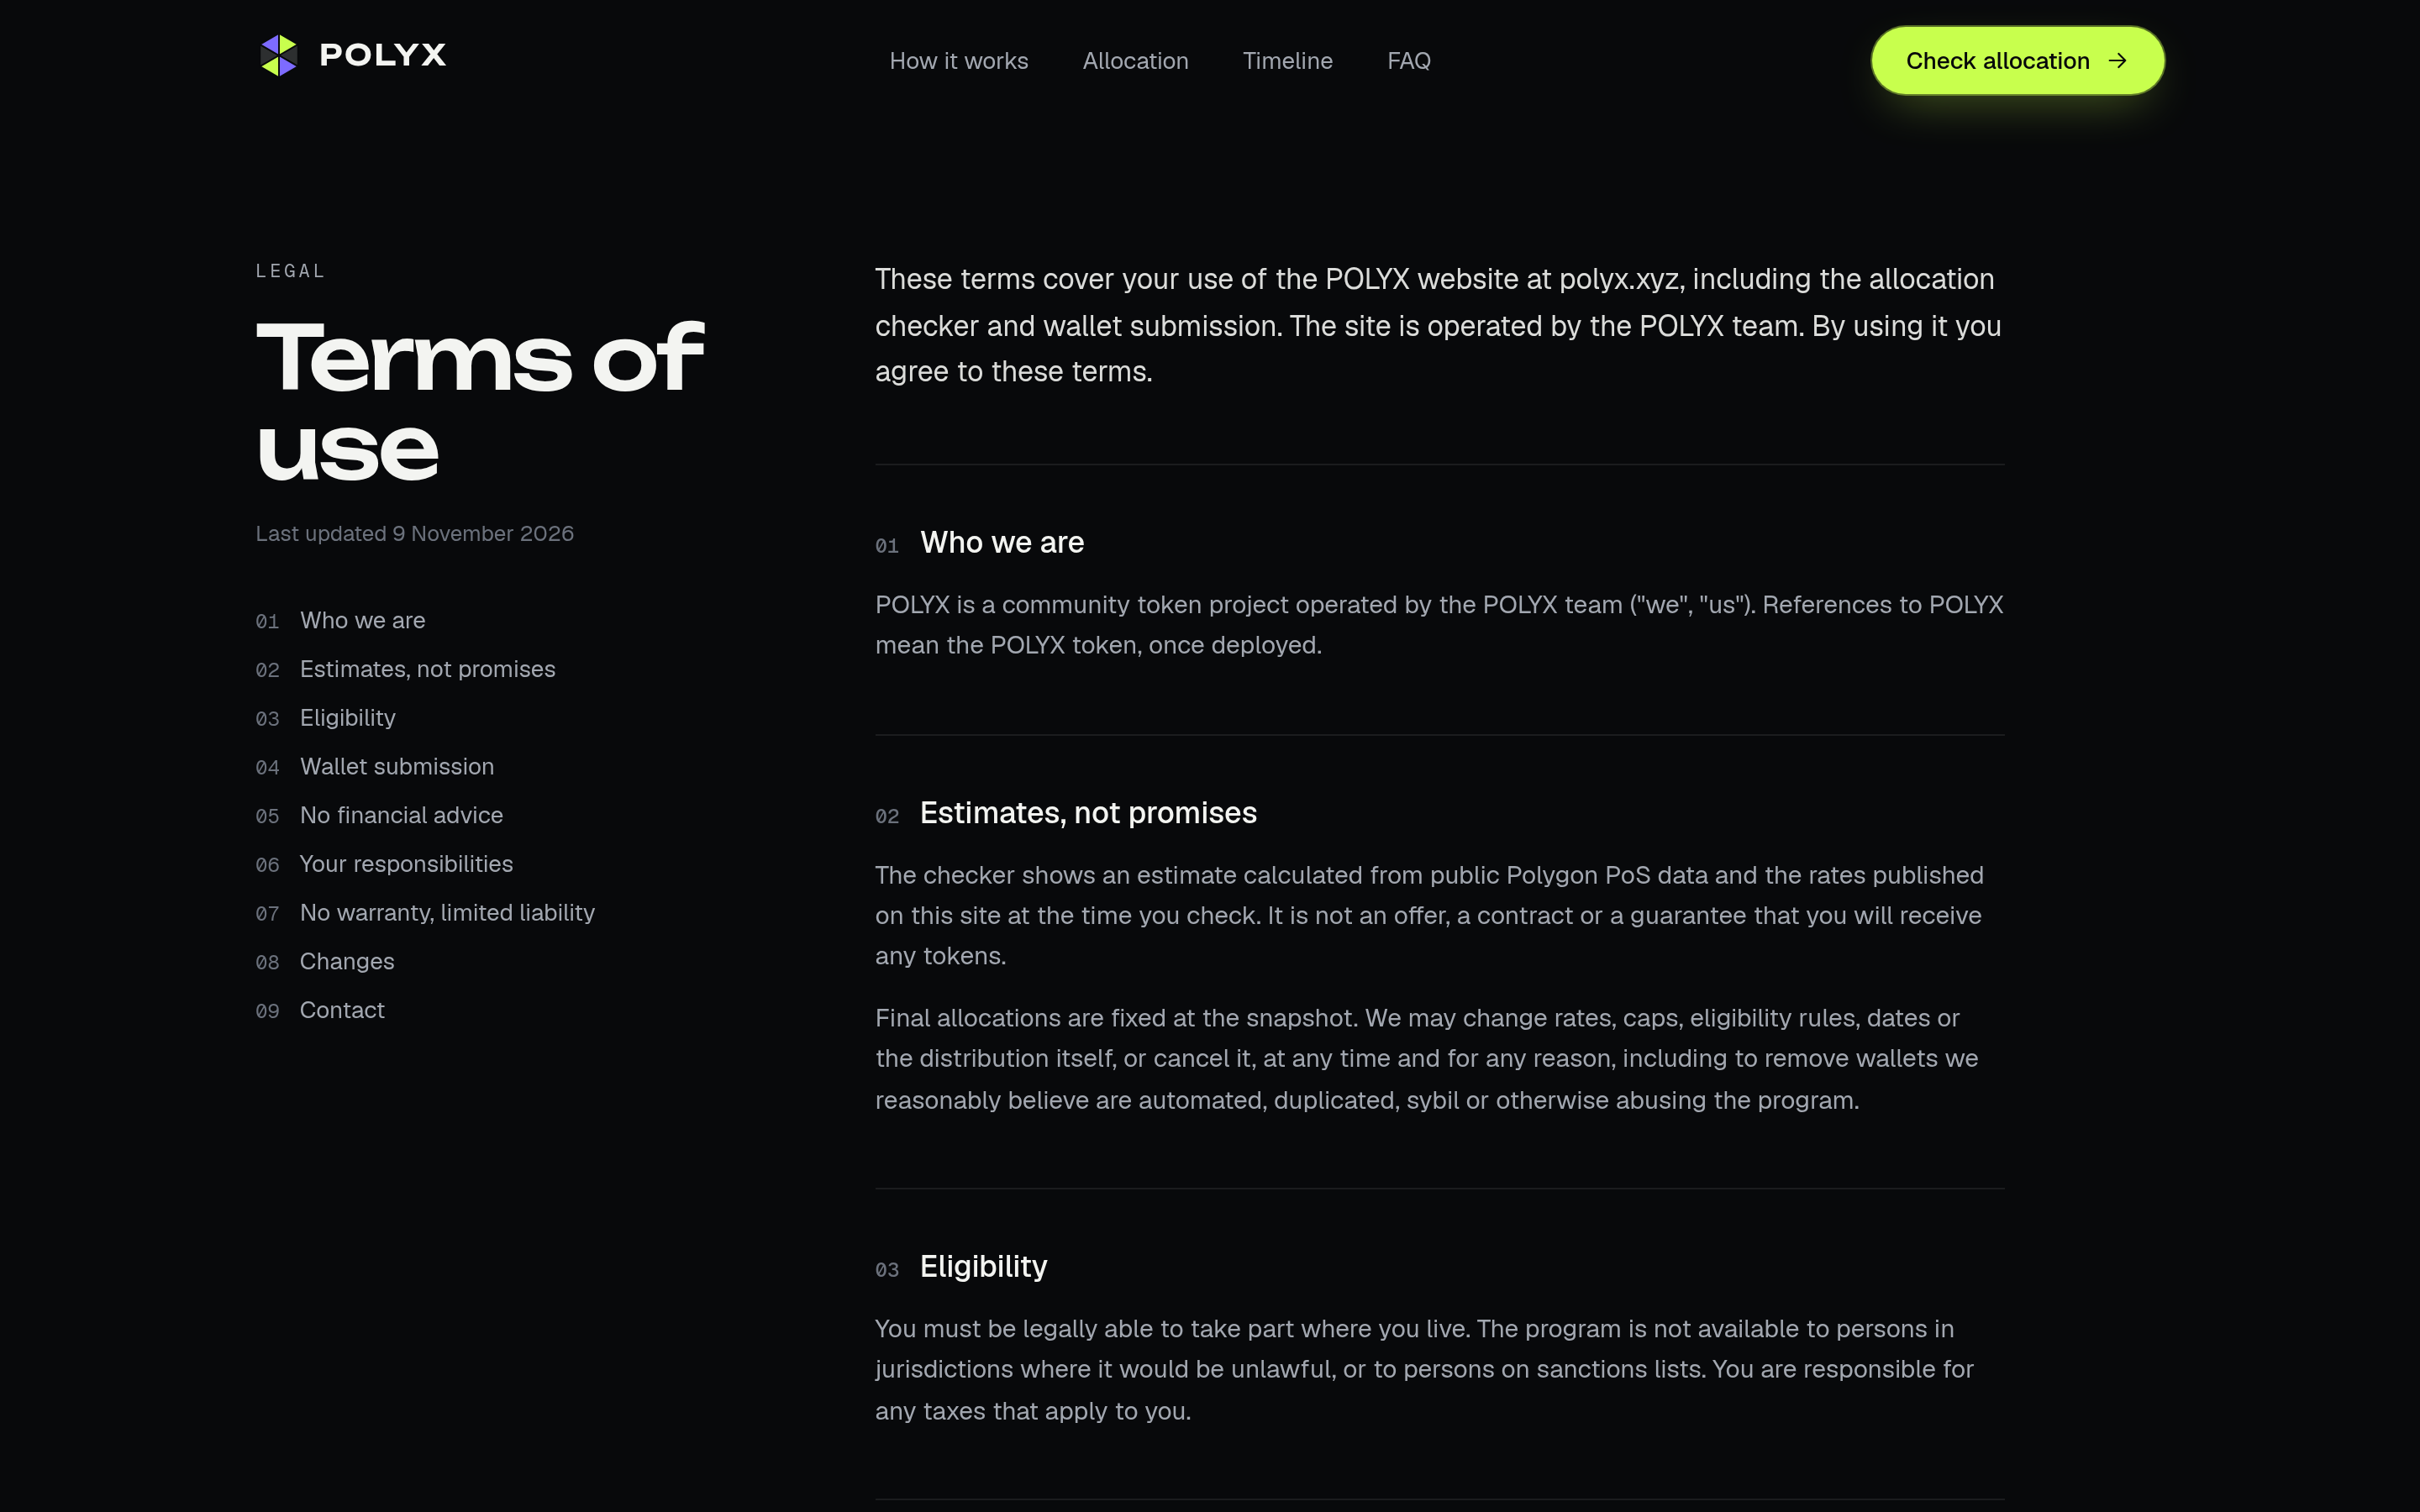 POLYX
How it works
Allocation
Timeline
FAQ
Check allocation →
LEGAL
Terms of
use
Last updated 9 November 2026
01 Who we are
02 Estimates, not promises
03 Eligibility
04 Wallet submission
05 No financial advice
06 Your responsibilities
07 No warranty, limited liability
08 Changes
09 Contact
These terms cover your use of the POLYX website at polyx.xyz, including the allocation
checker and wallet submission. The site is operated by the POLYX team. By using it you
agree to these terms.
01 Who we are
POLYX is a community token project operated by the POLYX team ("we", "us"). References to POLYX
mean the POLYX token, once deployed.
02 Estimates, not promises
The checker shows an estimate calculated from public Polygon PoS data and the rates published
on this site at the time you check. It is not an offer, a contract or a guarantee that you will receive
any tokens.
Final allocations are fixed at the snapshot. We may change rates, caps, eligibility rules, dates or
the distribution itself, or cancel it, at any time and for any reason, including to remove wallets we
reasonably believe are automated, duplicated, sybil or otherwise abusing the program.
03 Eligibility
You must be legally able to take part where you live. The program is not available to persons in
jurisdictions where it would be unlawful, or to persons on sanctions lists. You are responsible for
any taxes that apply to you.